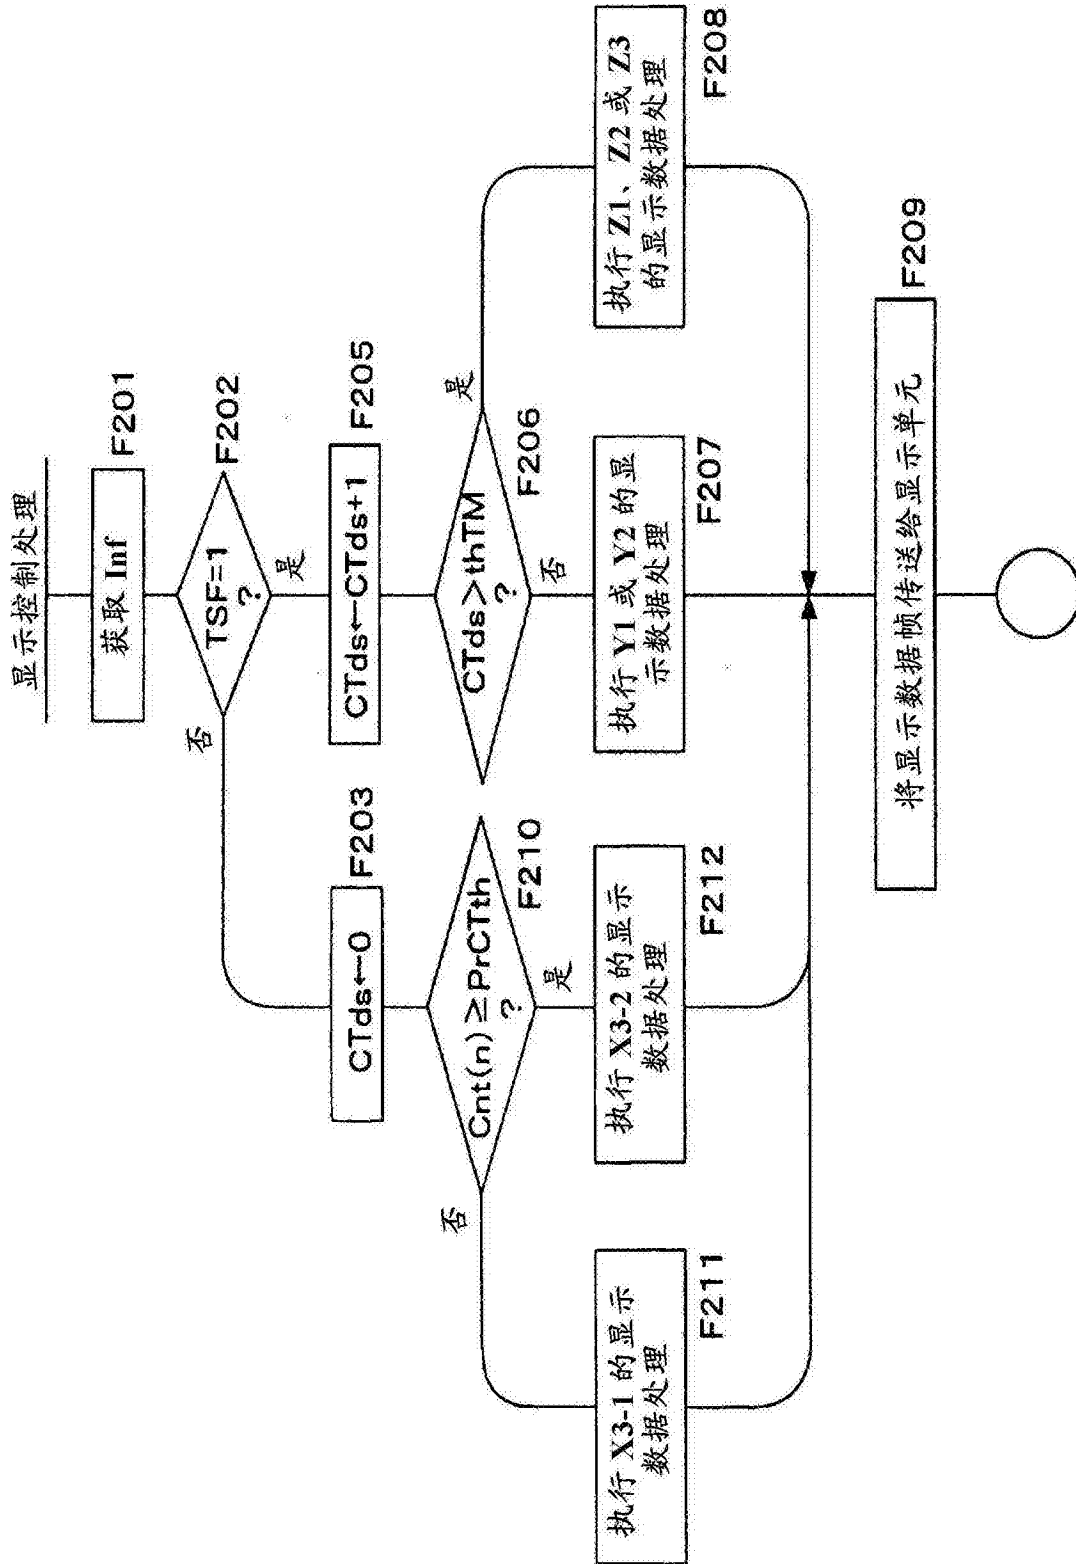 显示控制处理
获取 Inf
F201
TSF=1
?
F202
否
是
CTds←0
F203
CTds←CTds+1
F205
Cnt(n)≥PrCTth
?
F210
CTds>thTM
?
F206
否
是
否
是
执行 X3-1 的显示
数据处理
F211
执行 X3-2 的显示
数据处理
F212
执行 Y1 或 Y2 的显
示数据处理
F207
执行 Z1、Z2 或 Z3
的显示数据处理
F208
将显示数据帧传送给显示单元
F209